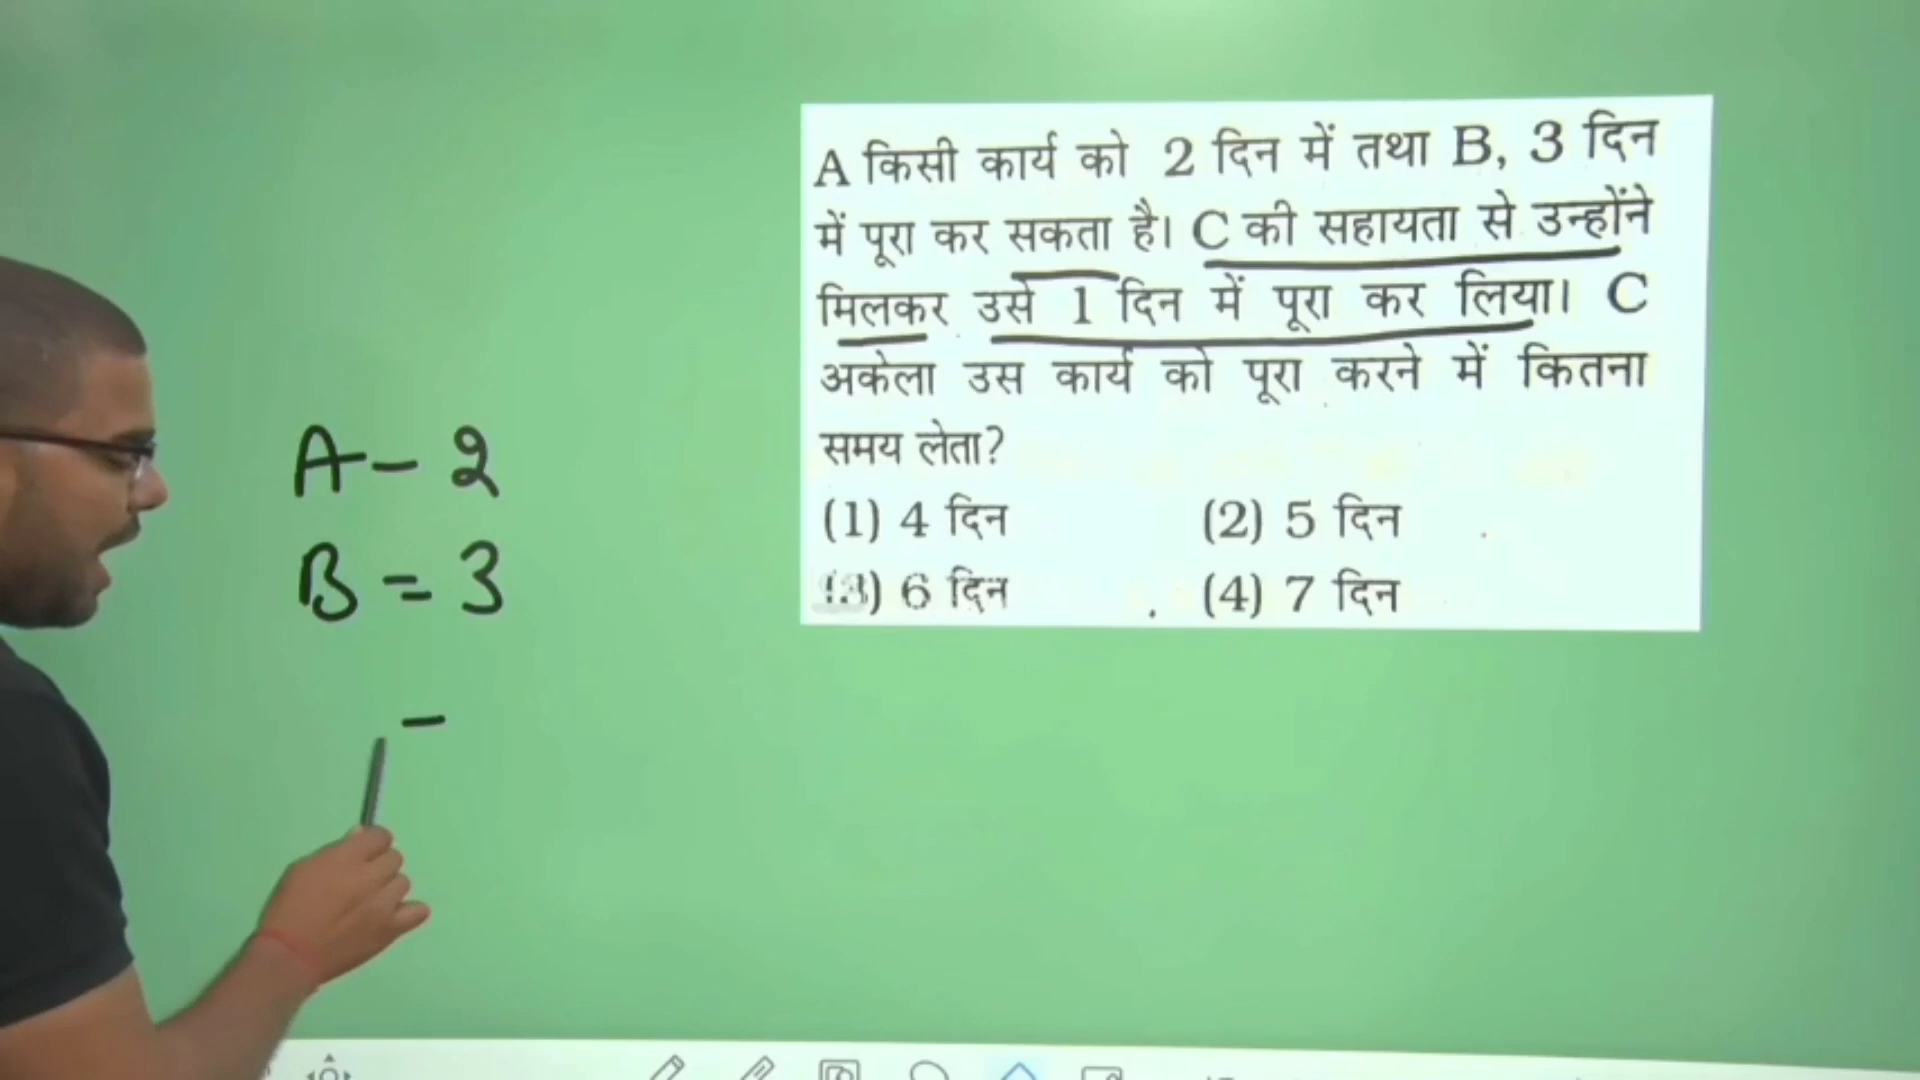 A किसी कार्य को 2 दिन में तथा B, 3 दिन
में पूरा कर सकता है। C की सहायता से उन्होंने
मिलकर उसे 1 दिन में पूरा कर लिया। C
अकेला उस कार्य को पूरा करने में कितना
समय लेता?
(1) 4 दिन (2) 5 दिन
(3) 6 दिन (4) 7 दिन
A – 2
B = 3
–